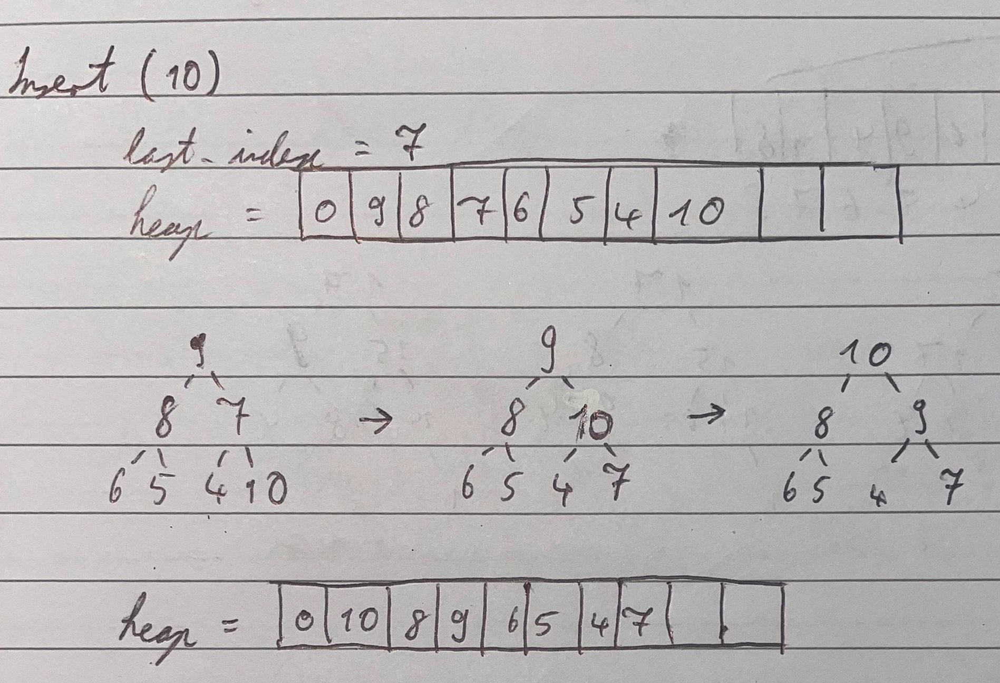 Insert (10)
last_index = 7
heap = 0 9 8 7 6 5 4 10
9 9 10
8 7 → 8 10 → 8 9
6 5 4 10 6 5 4 7 6 5 4 7
heap = 0 10 8 9 6 5 4 7